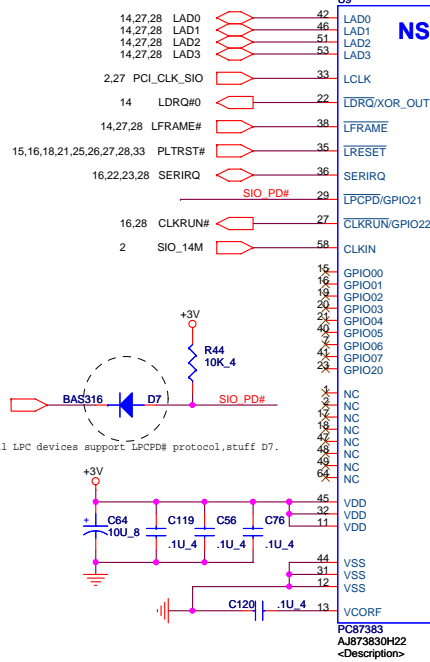 U9
14,27,28 LAD0 42 LAD0 NS
14,27,28 LAD1 46 LAD1
14,27,28 LAD2 51 LAD2
14,27,28 LAD3 53 LAD3
2,27 PCI_CLK_SIO 33 LCLK
14 LDRQ#0 22 LDRQ/XOR_OUT
14,27,28 LFRAME# 38 LFRAME
15,16,18,21,25,26,27,28,33 PLTRST# 35 LRESET
16,22,23,28 SERIRQ 36 SERIRQ
SIO_PD# 29 LPCPD/GPIO21
16,28 CLKRUN# 27 CLKRUN/GPIO22
2 SIO_14M 58 CLKIN
15 GPIO00
16 GPIO01
19 GPIO02
20 GPIO03
21 GPIO04
40 GPIO05
GPIO06
41 GPIO07
23 GPIO20
+3V
R44
10K_4
BAS316 D7 SIO_PD#
1 NC
2 NC
17 NC
18 NC
47 NC
48 NC
49 NC
64 NC
l LPC devices support LPCPD# protocol,stuff D7.
+3V
45 VDD
32 VDD
11 VDD
+ C64
10U_8
C119
.1U_4
C56
.1U_4
C76
.1U_4
44 VSS
31 VSS
12 VSS
C120 .1U_4 13 VCORF
PC87383
AJ873830H22
<Description>